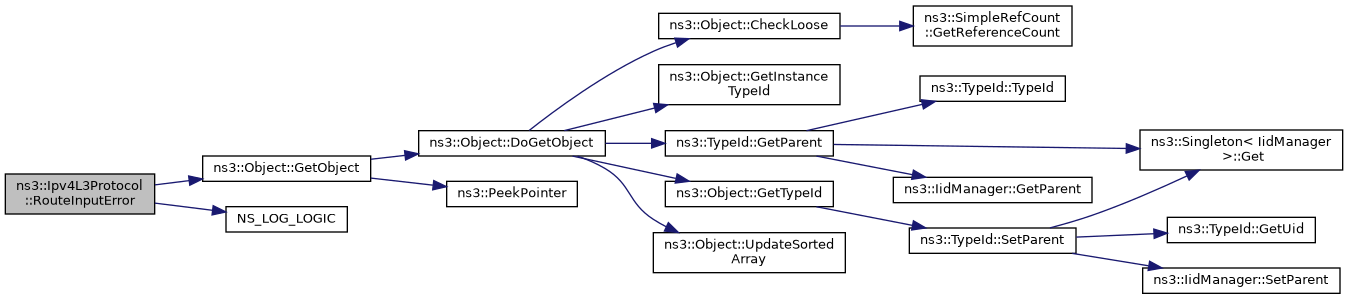 ns3::Ipv4L3Protocol
::RouteInputError
ns3::Object::GetObject
NS_LOG_LOGIC
ns3::Object::DoGetObject
ns3::PeekPointer
ns3::Object::CheckLoose
ns3::Object::GetInstance
TypeId
ns3::TypeId::GetParent
ns3::Object::GetTypeId
ns3::Object::UpdateSorted
Array
ns3::SimpleRefCount
::GetReferenceCount
ns3::TypeId::TypeId
ns3::IidManager::GetParent
ns3::TypeId::SetParent
ns3::Singleton< IidManager
>::Get
ns3::TypeId::GetUid
ns3::IidManager::SetParent